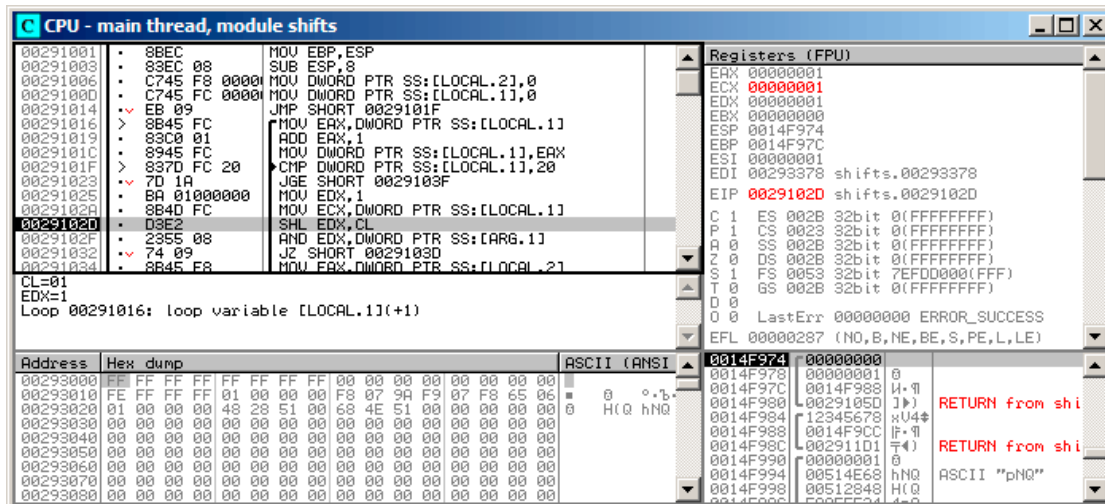 CPU - main thread, module shifts
00291001 · 8BEC MOV EBP,ESP
00291003 · 83EC 08 SUB ESP,8
00291006 · C745 F8 0000 MOV DWORD PTR SS:[LOCAL.2],0
0029100D · C745 FC 0000 MOV DWORD PTR SS:[LOCAL.1],0
00291014 · EB 09 JMP SHORT 0029101F
00291016 > 8B45 FC MOV EAX,DWORD PTR SS:[LOCAL.1]
00291019 · 83C0 01 ADD EAX,1
0029101C · 8945 FC MOV DWORD PTR SS:[LOCAL.1],EAX
0029101F > 837D FC 20 CMP DWORD PTR SS:[LOCAL.1],20
00291023 · 7D 1A JGE SHORT 0029103F
00291025 · BA 01000000 MOV EDX,1
0029102A · 8B4D FC MOV ECX,DWORD PTR SS:[LOCAL.1]
0029102D · D3E2 SHL EDX,CL
0029102F · 2355 08 AND EDX,DWORD PTR SS:[ARG.1]
00291032 · 74 09 JZ SHORT 0029103D
00291034 · 8B45 F8 MOV EAX,DWORD PTR SS:[LOCAL.2]
CL=01
EDX=1
Loop 00291016: loop variable [LOCAL.1](+1)
Registers (FPU)
EAX 00000001
ECX 00000001
EDX 00000001
EBX 00000000
ESP 0014F974
EBP 0014F97C
ESI 00000001
EDI 00293378 shifts.00293378
EIP 0029102D shifts.0029102D
C 1 ES 002B 32bit 0(FFFFFFFF)
P 1 CS 0023 32bit 0(FFFFFFFF)
A 0 SS 002B 32bit 0(FFFFFFFF)
Z 0 DS 002B 32bit 0(FFFFFFFF)
S 1 FS 0053 32bit 7EFDD000(FFF)
T 0 GS 002B 32bit 0(FFFFFFFF)
D 0
O 0 LastErr 00000000 ERROR_SUCCESS
EFL 00000287 (NO,B,NE,BE,S,PE,L,LE)
Address Hex dump ASCII (ANSI
00293000 FF FF FF FF FF FF FF FF 00 00 00 00 00 00 00 00
00293010 FE FF FF FF 01 00 00 00 F8 07 9A F9 07 F8 65 06
00293020 01 00 00 00 48 28 51 00 68 4E 51 00 00 00 00 00 H(Q hNQ
00293030 00 00 00 00 00 00 00 00 00 00 00 00 00 00 00 00
00293040 00 00 00 00 00 00 00 00 00 00 00 00 00 00 00 00
00293050 00 00 00 00 00 00 00 00 00 00 00 00 00 00 00 00
00293060 00 00 00 00 00 00 00 00 00 00 00 00 00 00 00 00
00293070 00 00 00 00 00 00 00 00 00 00 00 00 00 00 00 00
00293080 00 00 00 00 00 00 00 00 00 00 00 00 00 00 00 00
0014F974 00000000
0014F978 00000001
0014F97C 0014F988
0014F980 0029105D RETURN from shi
0014F984 12345678 xV4
0014F988 0014F9CC
0014F98C 002911D1 RETURN from shi
0014F990 00000001
0014F994 00514E68 hNQ ASCII "pNQ"
0014F998 00512848 H(Q